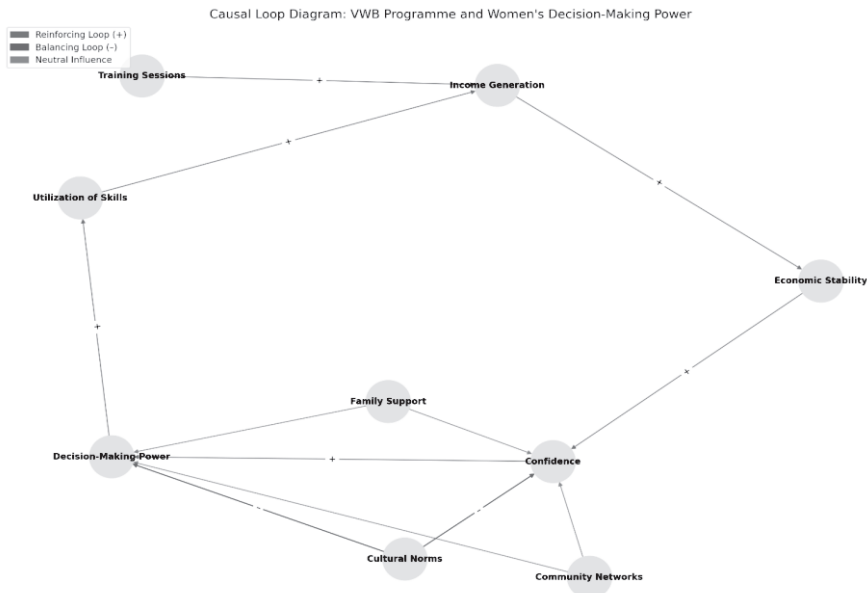 Causal Loop Diagram: VWB Programme and Women's Decision-Making Power
Reinforcing Loop (+)
Balancing Loop (–)
Neutral Influence
Training Sessions
+
Income Generation
+
Utilization of Skills
+
Economic Stability
+
+
Family Support
Decision-Making Power
+
Confidence
-
-
Cultural Norms
Community Networks